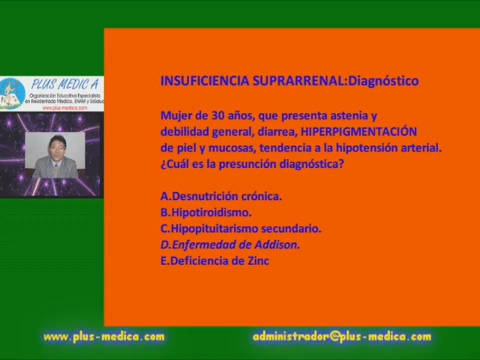 PLUS MEDIC A
Organización Educativa Especialista
en Residentado Médico, ENAM y EsSalud
www.plus-medica.com
INSUFICIENCIA SUPRARRENAL:Diagnóstico
Mujer de 30 años, que presenta astenia y
debilidad general, diarrea, HIPERPIGMENTACIÓN
de piel y mucosas, tendencia a la hipotensión arterial.
¿Cuál es la presunción diagnóstica?
A.Desnutrición crónica.
B.Hipotiroidismo.
C.Hipopituitarismo secundario.
D.Enfermedad de Addison.
E.Deficiencia de Zinc
www.plus-medica.com
administrador@plus-medica.com